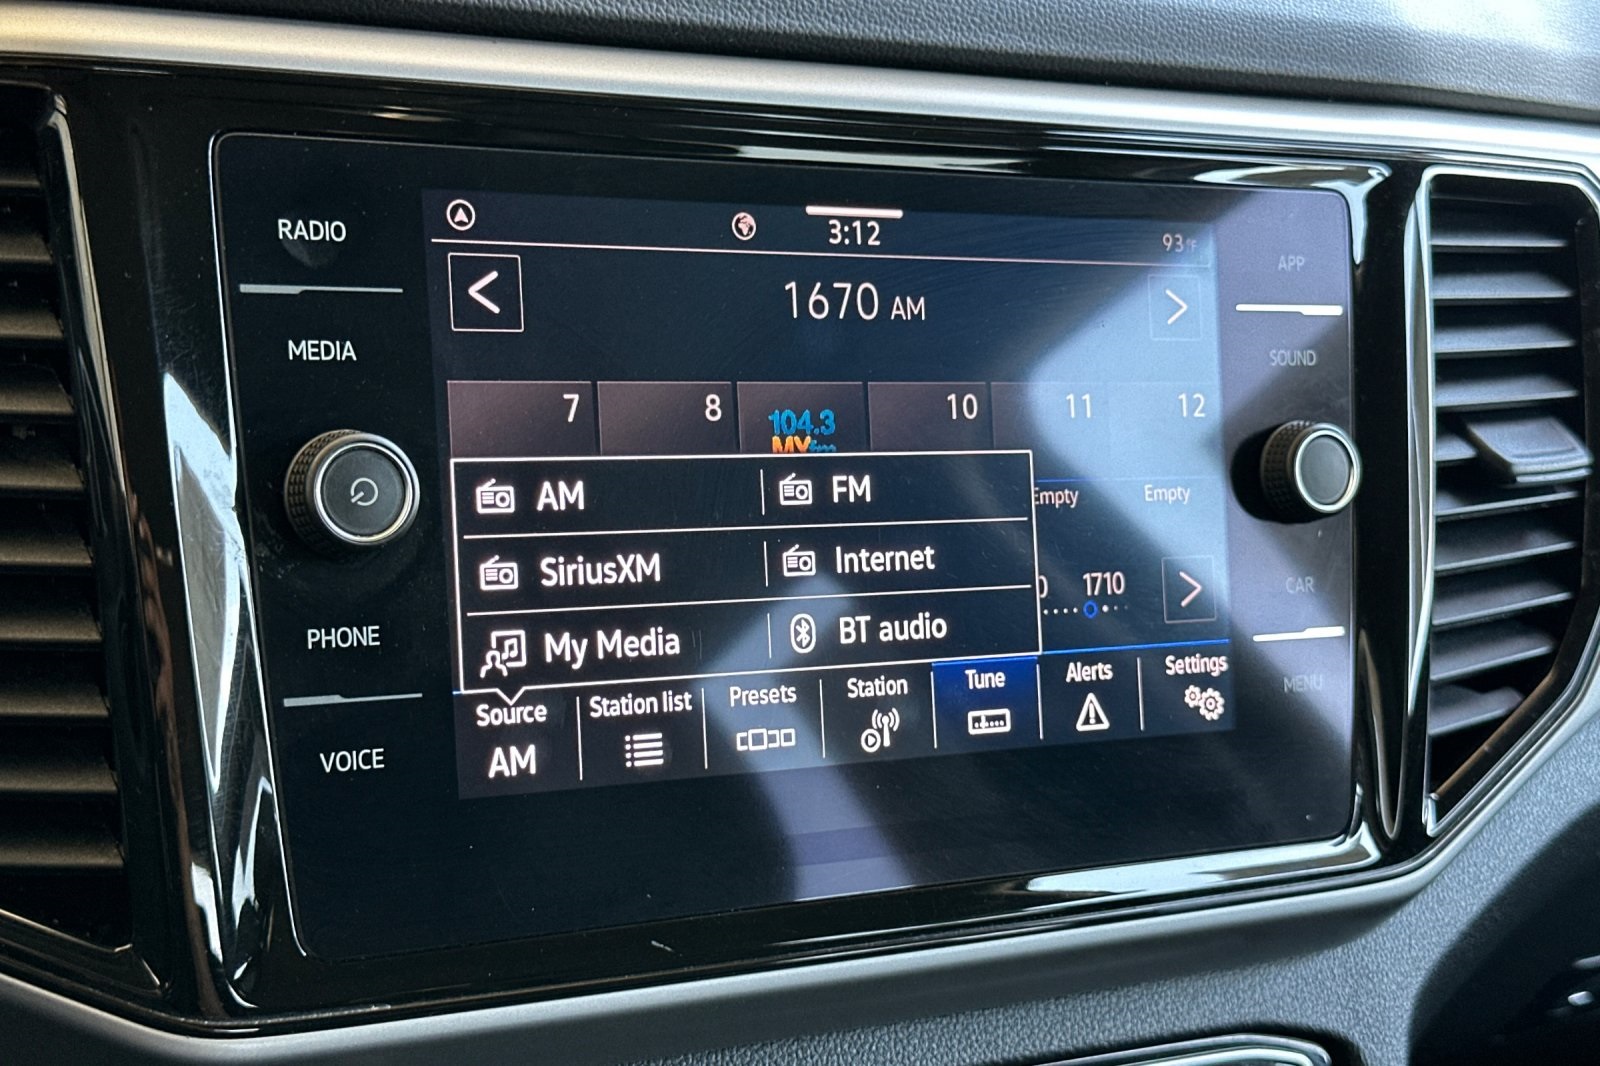 RADIO
MEDIA
PHONE
VOICE
3:12
93°F
1670 AM
7
8
104.3
MYfm
10
11
12
Empty
Empty
AM
FM
SiriusXM
Internet
My Media
BT audio
1710
Source
AM
Station list
Presets
Station
Tune
Alerts
Settings
APP
SOUND
CAR
MENU